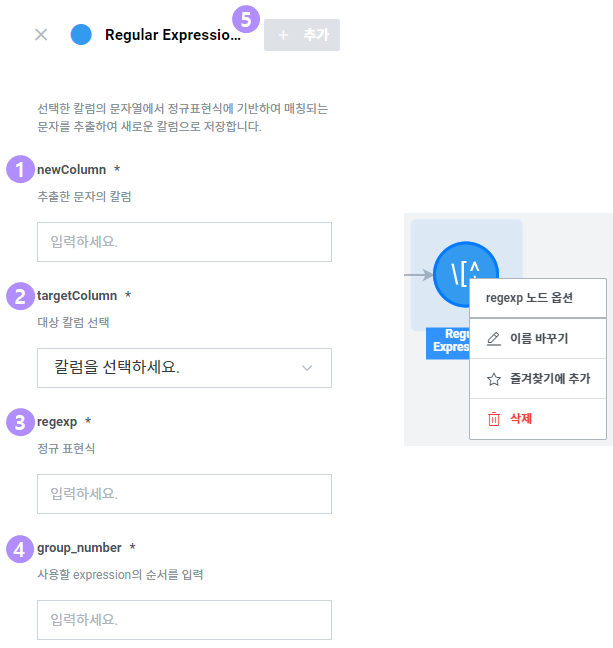 5
Regular Expressio...
+ 추가
선택한 칼럼의 문자열에서 정규표현식에 기반하여 매칭되는
문자를 추출하여 새로운 칼럼으로 저장합니다.
1 newColumn *
추출한 문자의 칼럼
입력하세요.
2 targetColumn *
대상 칼럼 선택
칼럼을 선택하세요.
3 regexp *
정규 표현식
입력하세요.
4 group_number *
사용할 expression의 순서를 입력
입력하세요.
\[^
Regu
Express
regexp 노드 옵션
이름 바꾸기
즐겨찾기에 추가
삭제